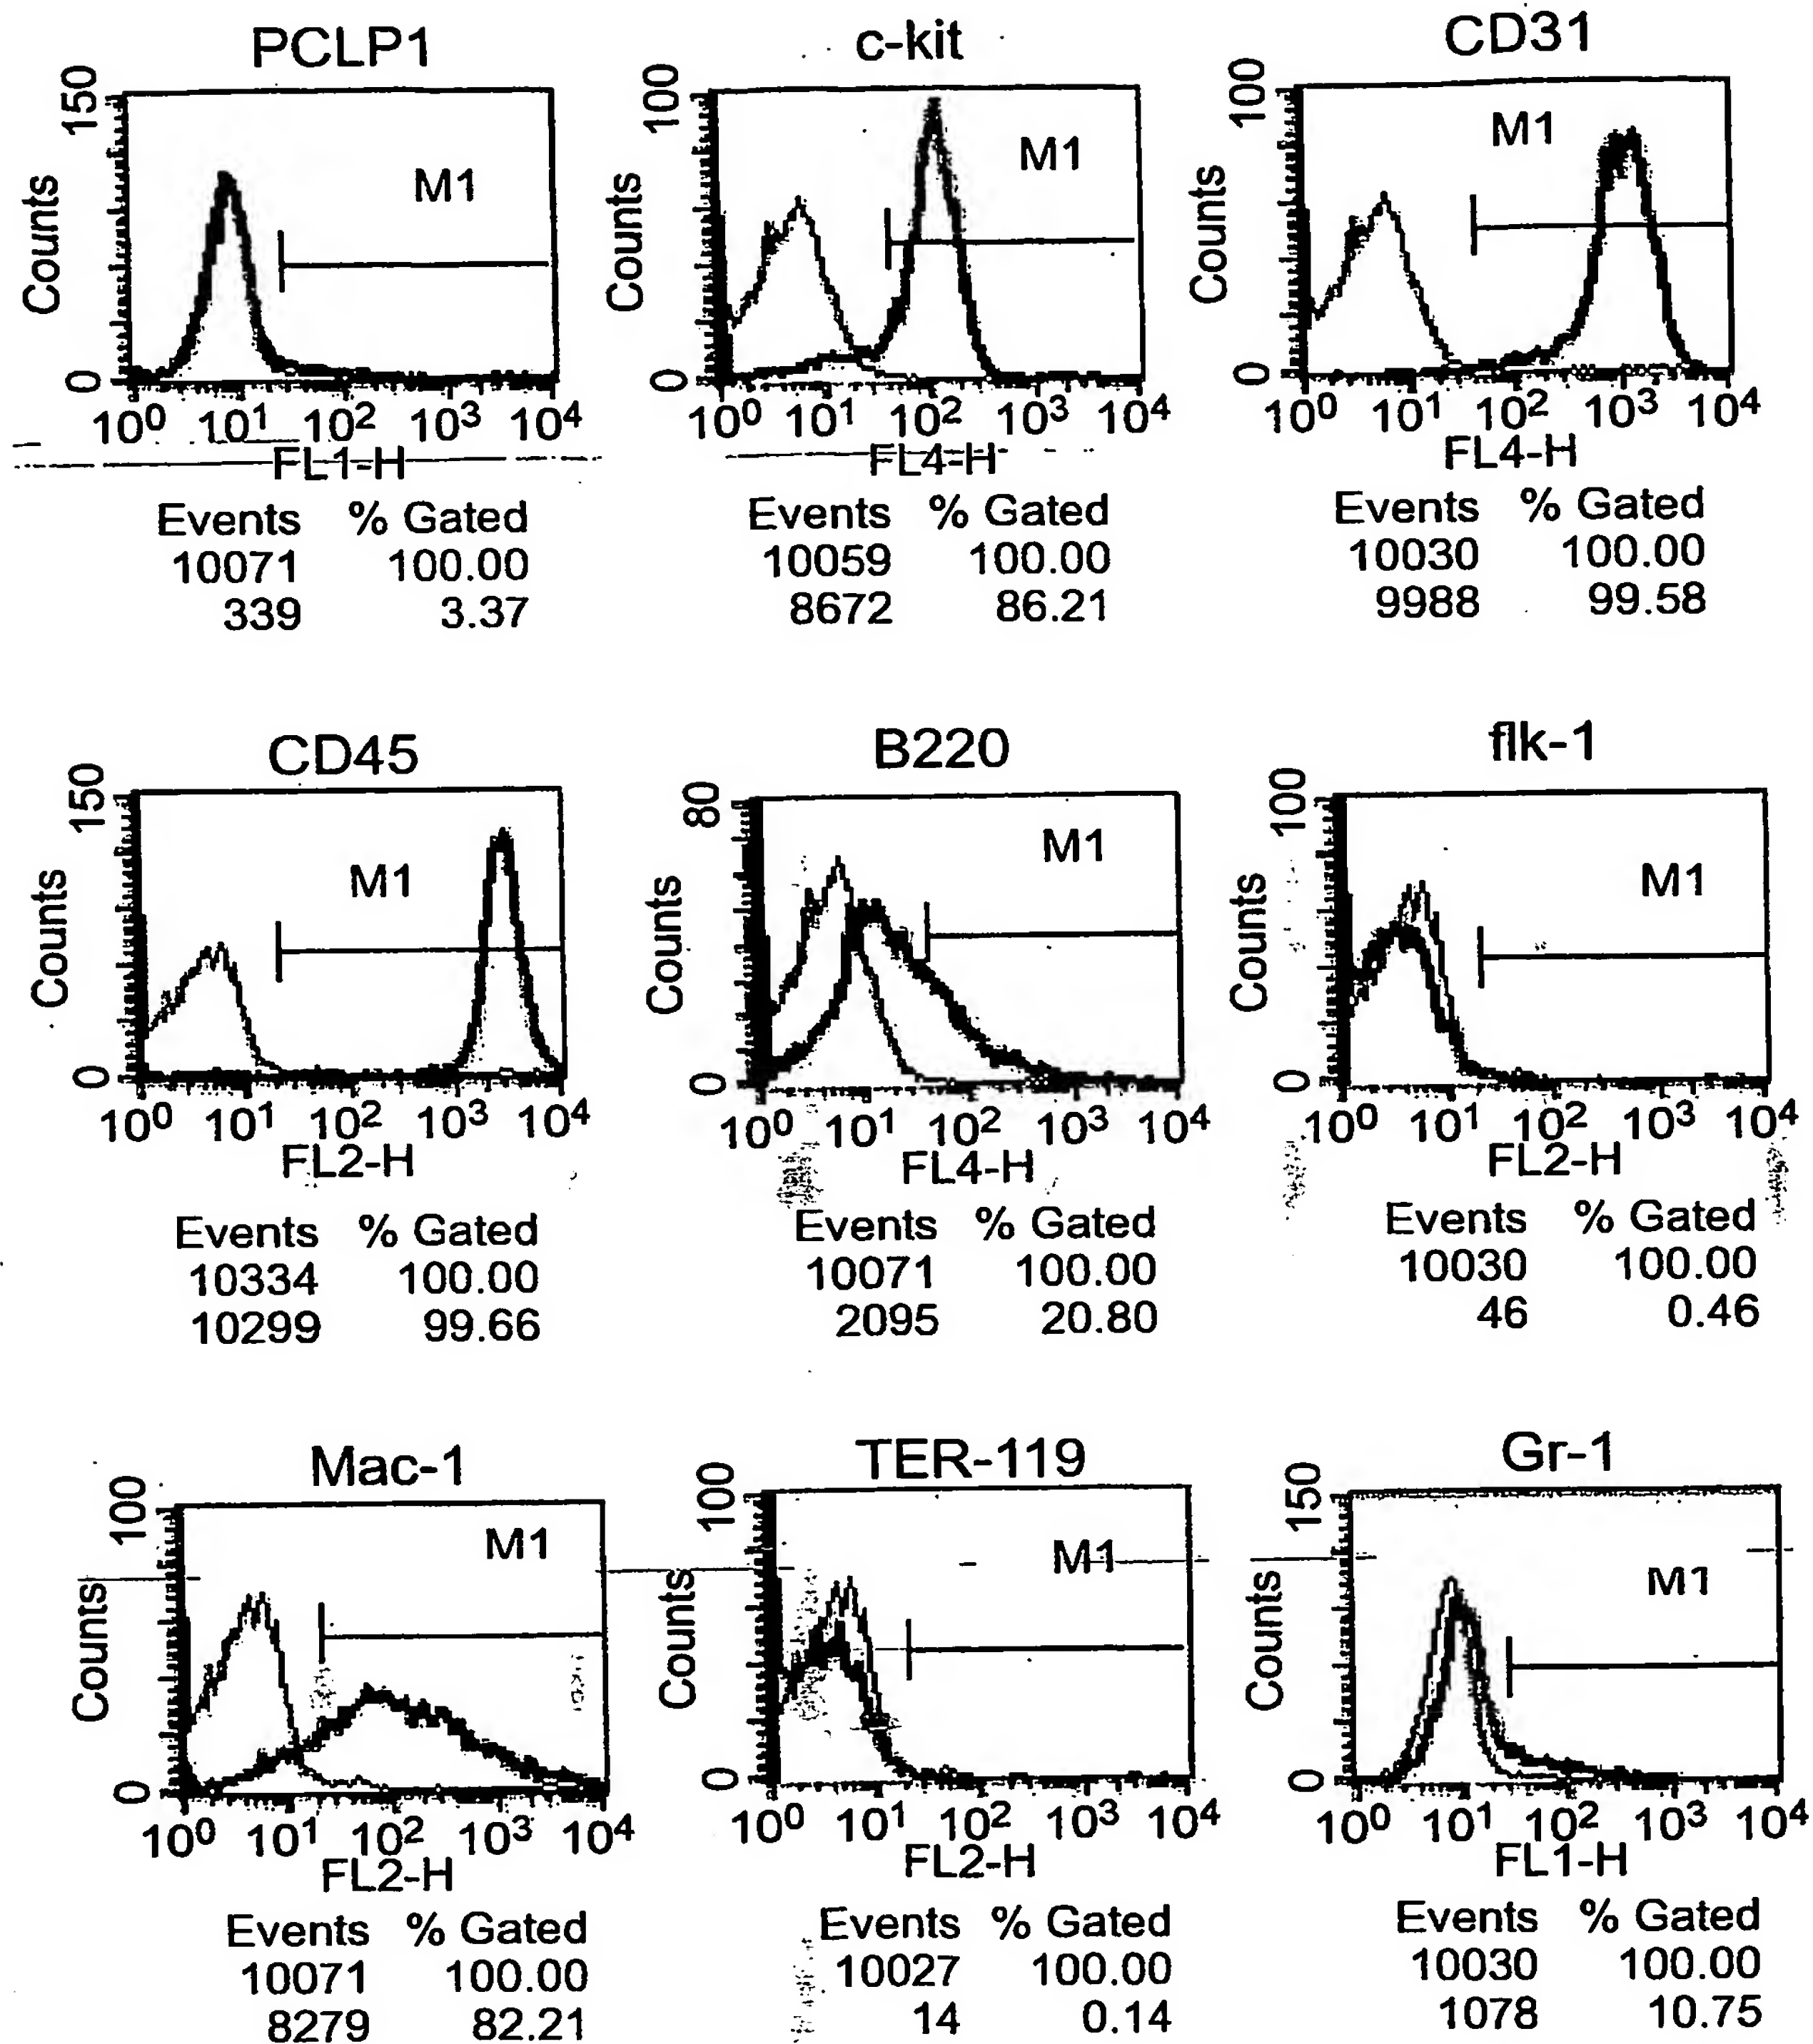 PCLP1
150
Counts
M1
0
10⁰ 10¹ 10² 10³ 10⁴
FL1-H
Events % Gated
10071 100.00
339 3.37
c-kit
100
Counts
M1
0
10⁰ 10¹ 10² 10³ 10⁴
FL4-H
Events % Gated
10059 100.00
8672 86.21
CD31
100
Counts
M1
0
10⁰ 10¹ 10² 10³ 10⁴
FL4-H
Events % Gated
10030 100.00
9988 99.58
CD45
150
Counts
M1
0
10⁰ 10¹ 10² 10³ 10⁴
FL2-H
Events % Gated
10334 100.00
10299 99.66
B220
80
Counts
M1
0
10⁰ 10¹ 10² 10³ 10⁴
FL4-H
Events % Gated
10071 100.00
2095 20.80
flk-1
100
Counts
M1
0
10⁰ 10¹ 10² 10³ 10⁴
FL2-H
Events % Gated
10030 100.00
46 0.46
Mac-1
100
Counts
M1
0
10⁰ 10¹ 10² 10³ 10⁴
FL2-H
Events % Gated
10071 100.00
8279 82.21
TER-119
100
Counts
M1
0
10⁰ 10¹ 10² 10³ 10⁴
FL2-H
Events % Gated
10027 100.00
14 0.14
Gr-1
150
Counts
M1
0
10⁰ 10¹ 10² 10³ 10⁴
FL1-H
Events % Gated
10030 100.00
1078 10.75